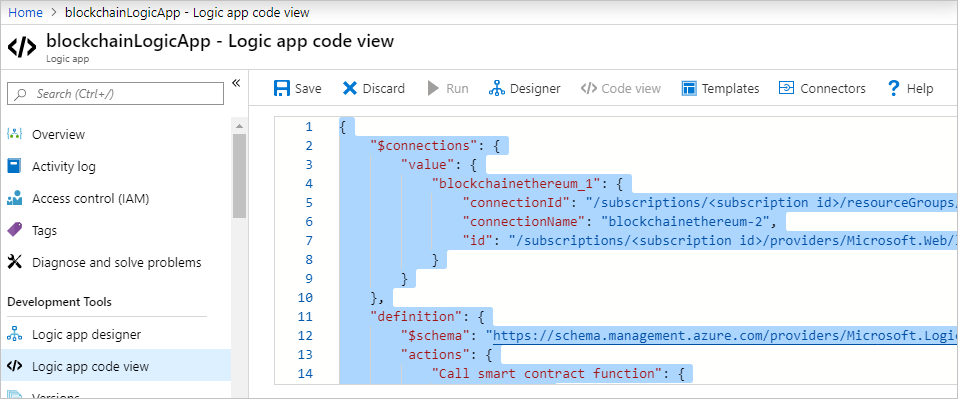 Home > blockchainLogicApp - Logic app code view
blockchainLogicApp - Logic app code view
Logic app
Search (Ctrl+/)
Overview
Activity log
Access control (IAM)
Tags
Diagnose and solve problems
Development Tools
Logic app designer
Logic app code view
Versions
Save Discard Run Designer Code view Templates Connectors Help
1 {
2 "$connections": {
3 "value": {
4 "blockchainethereum_1": {
5 "connectionId": "/subscriptions/<subscription id>/resourceGroups/
6 "connectionName": "blockchainethereum-2",
7 "id": "/subscriptions/<subscription id>/providers/Microsoft.Web/
8 }
9 }
10 },
11 "definition": {
12 "$schema": "https://schema.management.azure.com/providers/Microsoft.Logi
13 "actions": {
14 "Call smart contract function": {